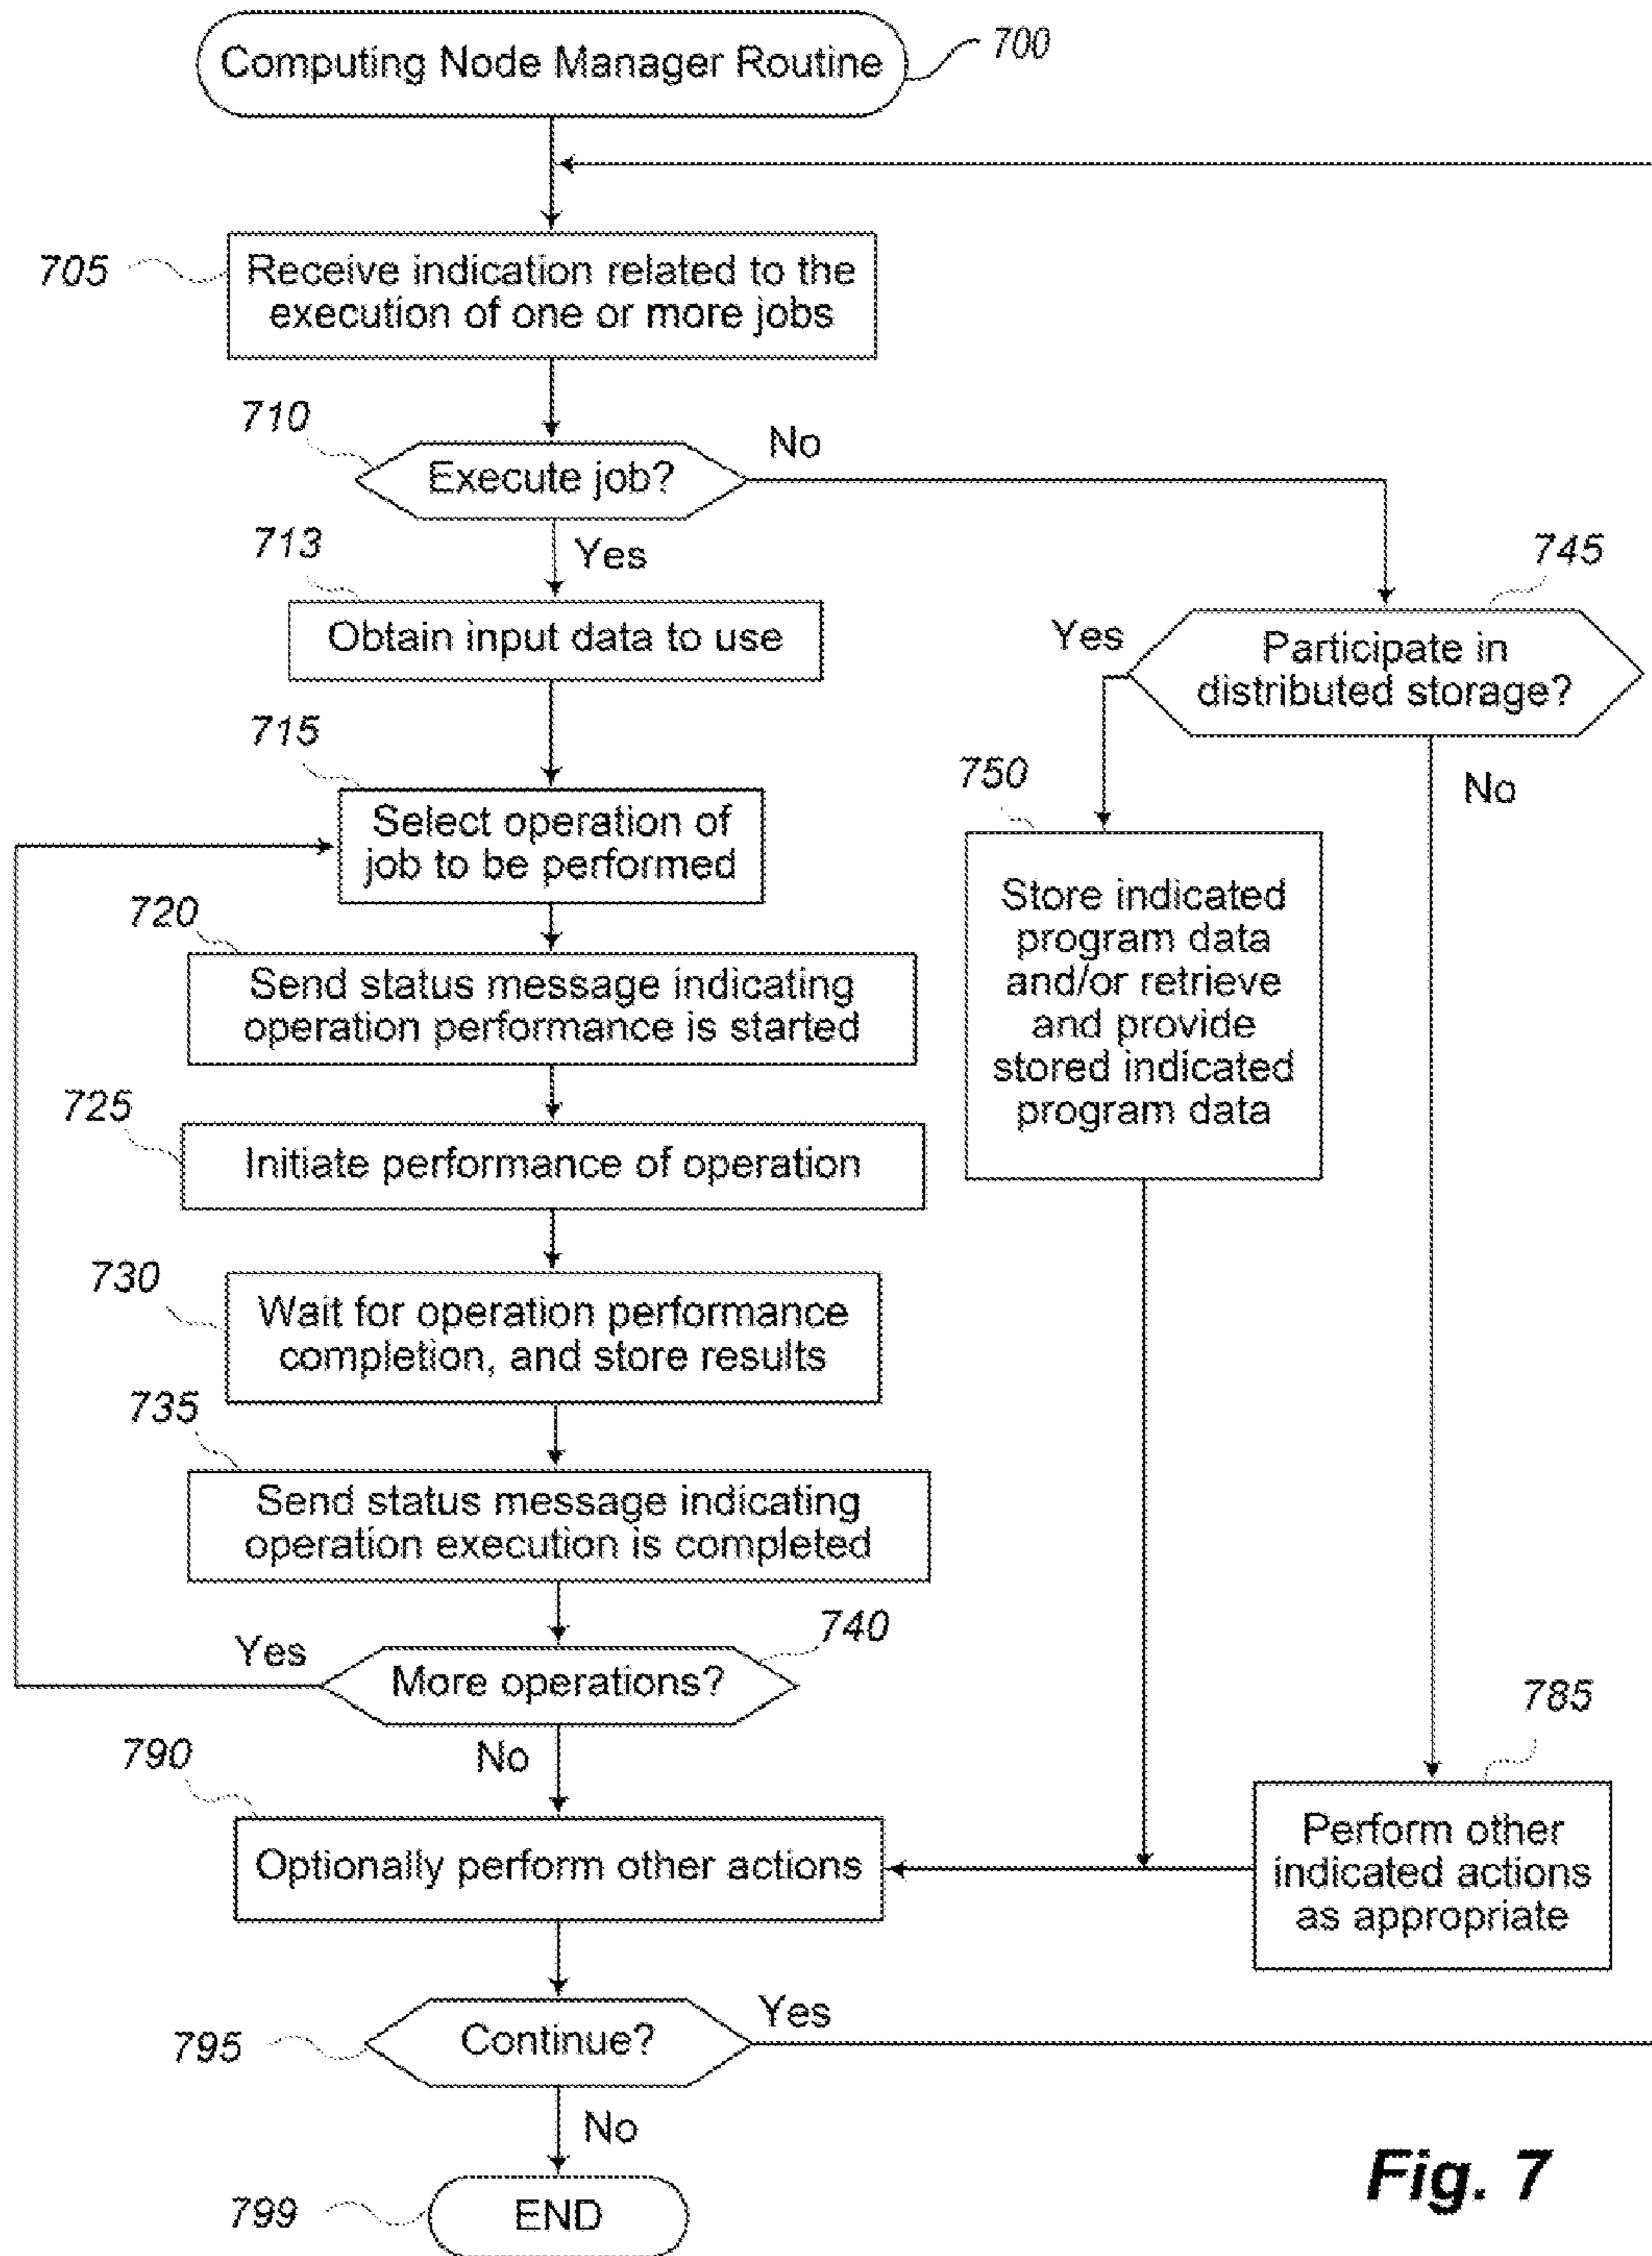 Computing Node Manager Routine
700
705
Receive indication related to the
execution of one or more jobs
710
Execute job?
No
Yes
713
Obtain input data to use
745
Participate in
distributed storage?
Yes
No
715
Select operation of
job to be performed
750
Store indicated
program data
and/or retrieve
and provide
stored indicated
program data
720
Send status message indicating
operation performance is started
725
Initiate performance of operation
730
Wait for operation performance
completion, and store results
735
Send status message indicating
operation execution is completed
740
More operations?
Yes
No
785
Perform other
indicated actions
as appropriate
790
Optionally perform other actions
795
Continue?
Yes
No
799
END
Fig. 7